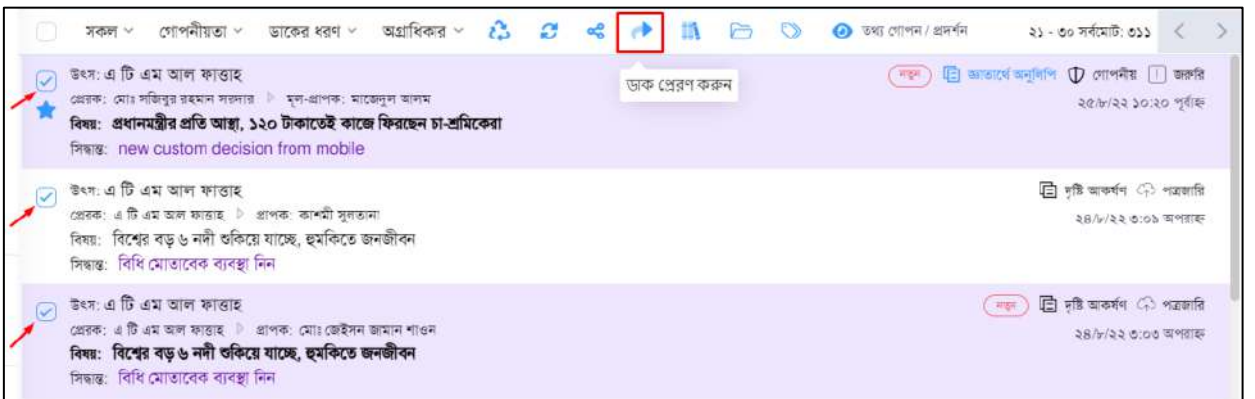 সকল গোপনীয়তা ডাকের ধরণ অগ্রাধিকার তথ্য গোপন / প্রদর্শন ২১ - ৩০ সর্বমোট: ৩১১
ডাক প্রেরণ করুন
উৎস: এ টি এম আল ফাত্তাহ নতুন জ্ঞাতার্থে অনুলিপি গোপনীয় জরুরি
প্রেরক: মোঃ সজিবুর রহমান সরদার মূল-প্রাপক: মাজেদুল আলম ২৫/৮/২২ ১০:২০ পূর্বাহ্ন
বিষয়: প্রধানমন্ত্রীর প্রতি আস্থা, ১২০ টাকাতেই কাজে ফিরছেন চা-শ্রমিকেরা
সিদ্ধান্ত: new custom decision from mobile
উৎস: এ টি এম আল ফাত্তাহ দৃষ্টি আকর্ষণ পত্রজারি
প্রেরক: এ টি এম আল ফাত্তাহ প্রাপক: কাশমী সুলতানা ২৪/৮/২২ ৩:০৯ অপরাহ্ন
বিষয়: বিশ্বের বড় ৬ নদী শুকিয়ে যাচ্ছে, হুমকিতে জনজীবন
সিদ্ধান্ত: বিধি মোতাবেক ব্যবস্থা নিন
উৎস: এ টি এম আল ফাত্তাহ নতুন দৃষ্টি আকর্ষণ পত্রজারি
প্রেরক: এ টি এম আল ফাত্তাহ প্রাপক: মোঃ জেইসন জামান শাওন ২৪/৮/২২ ৩:০৩ অপরাহ্ন
বিষয়: বিশ্বের বড় ৬ নদী শুকিয়ে যাচ্ছে, হুমকিতে জনজীবন
সিদ্ধান্ত: বিধি মোতাবেক ব্যবস্থা নিন